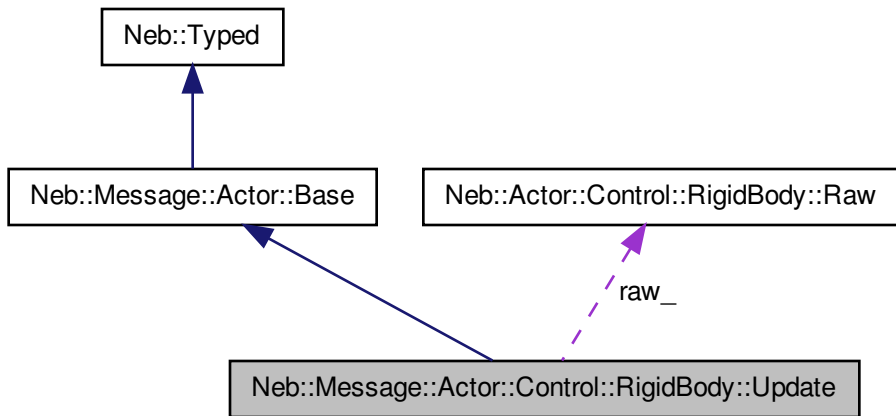 Neb::Typed
Neb::Message::Actor::Base
Neb::Actor::Control::RigidBody::Raw
raw_
Neb::Message::Actor::Control::RigidBody::Update